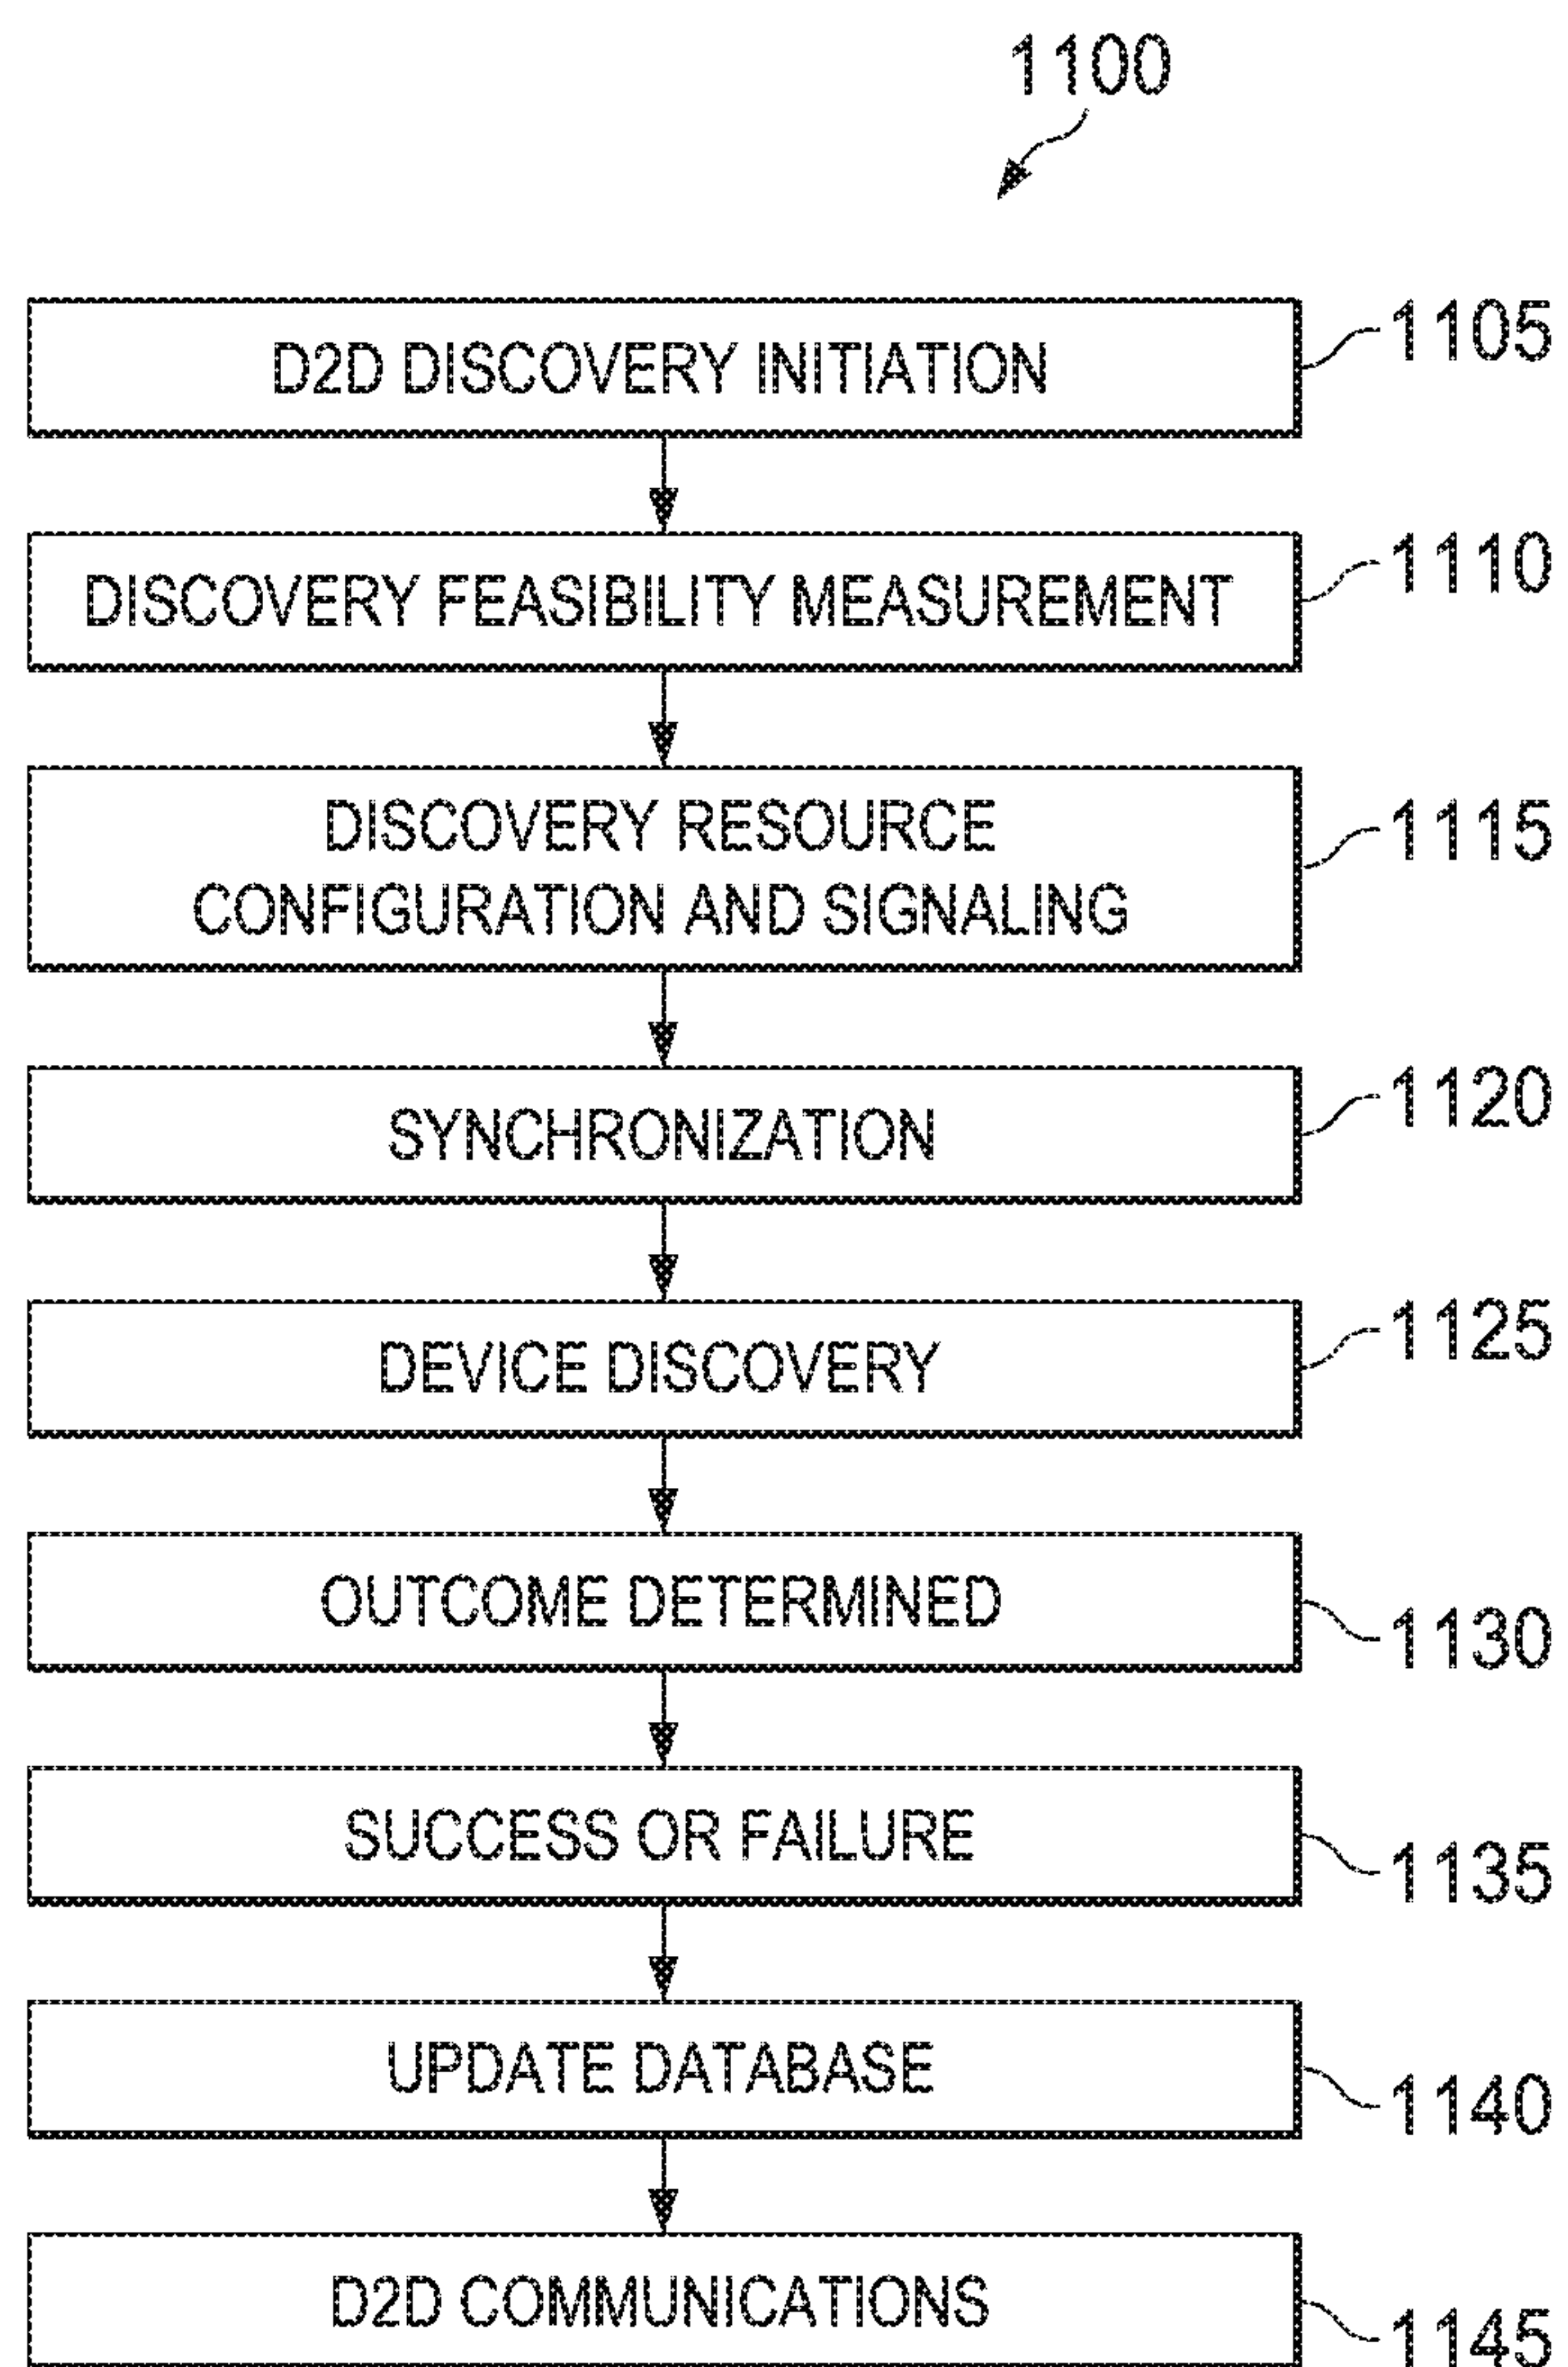 1100
D2D DISCOVERY INITIATION
1105
DISCOVERY FEASIBILITY MEASUREMENT
1110
DISCOVERY RESOURCE
CONFIGURATION AND SIGNALING
1115
SYNCHRONIZATION
1120
DEVICE DISCOVERY
1125
OUTCOME DETERMINED
1130
SUCCESS OR FAILURE
1135
UPDATE DATABASE
1140
D2D COMMUNICATIONS
1145